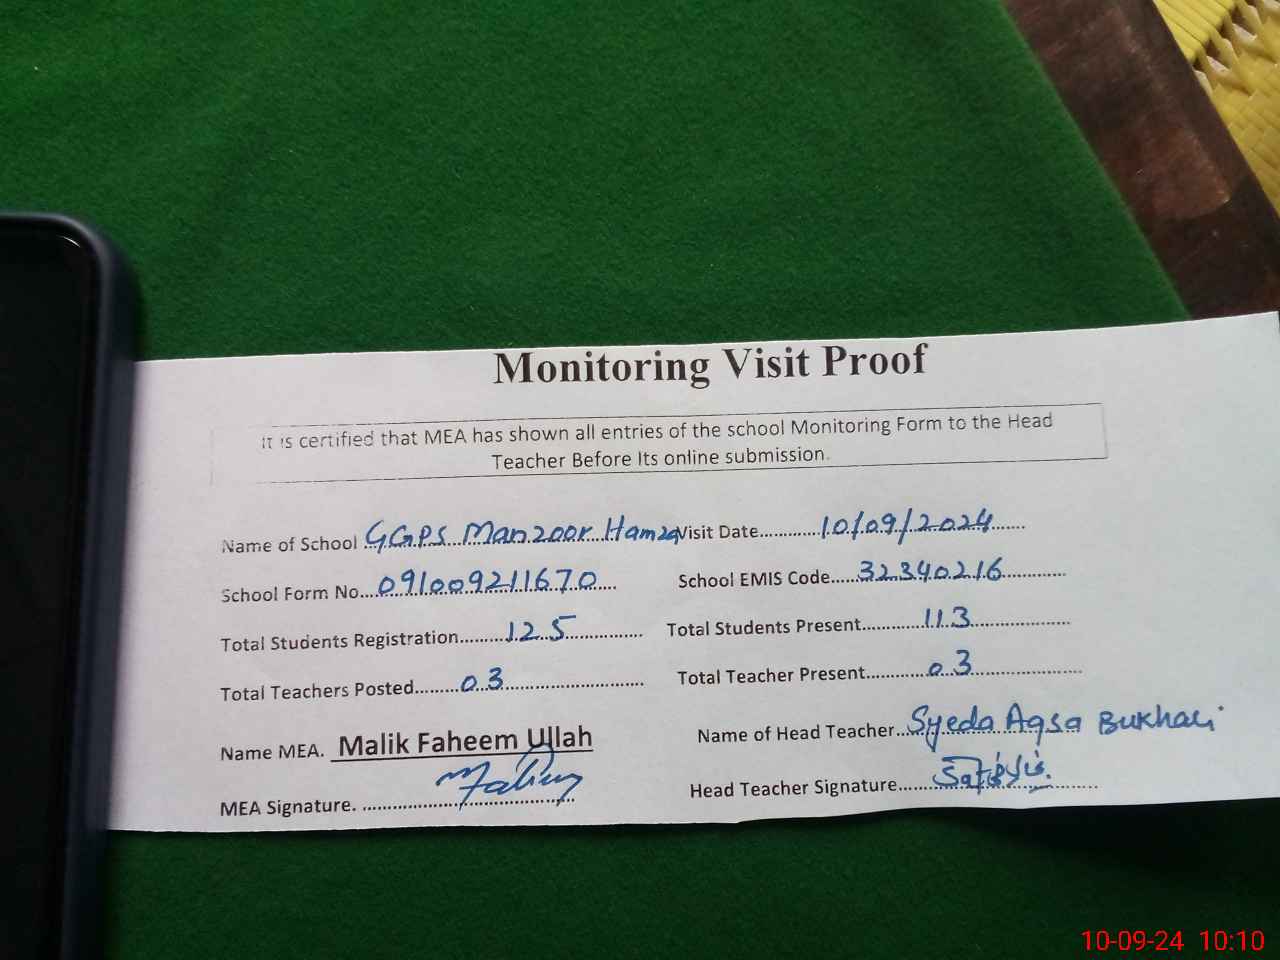 Monitoring Visit Proof
It is certified that MEA has shown all entries of the school Monitoring Form to the Head
Teacher Before Its online submission.
Name of School GGPS Manzoor Hamza Visit Date............10/09/2024
School Form No....091009211670 School EMIS Code.....32340216
Total Students Registration.........125 Total Students Present............113
Total Teachers Posted........03 Total Teacher Present............03
Name MEA. Malik Faheem Ullah Name of Head Teacher...Syeda Aqsa Bukhari
MEA Signature. Head Teacher Signature
10-09-24 10:10